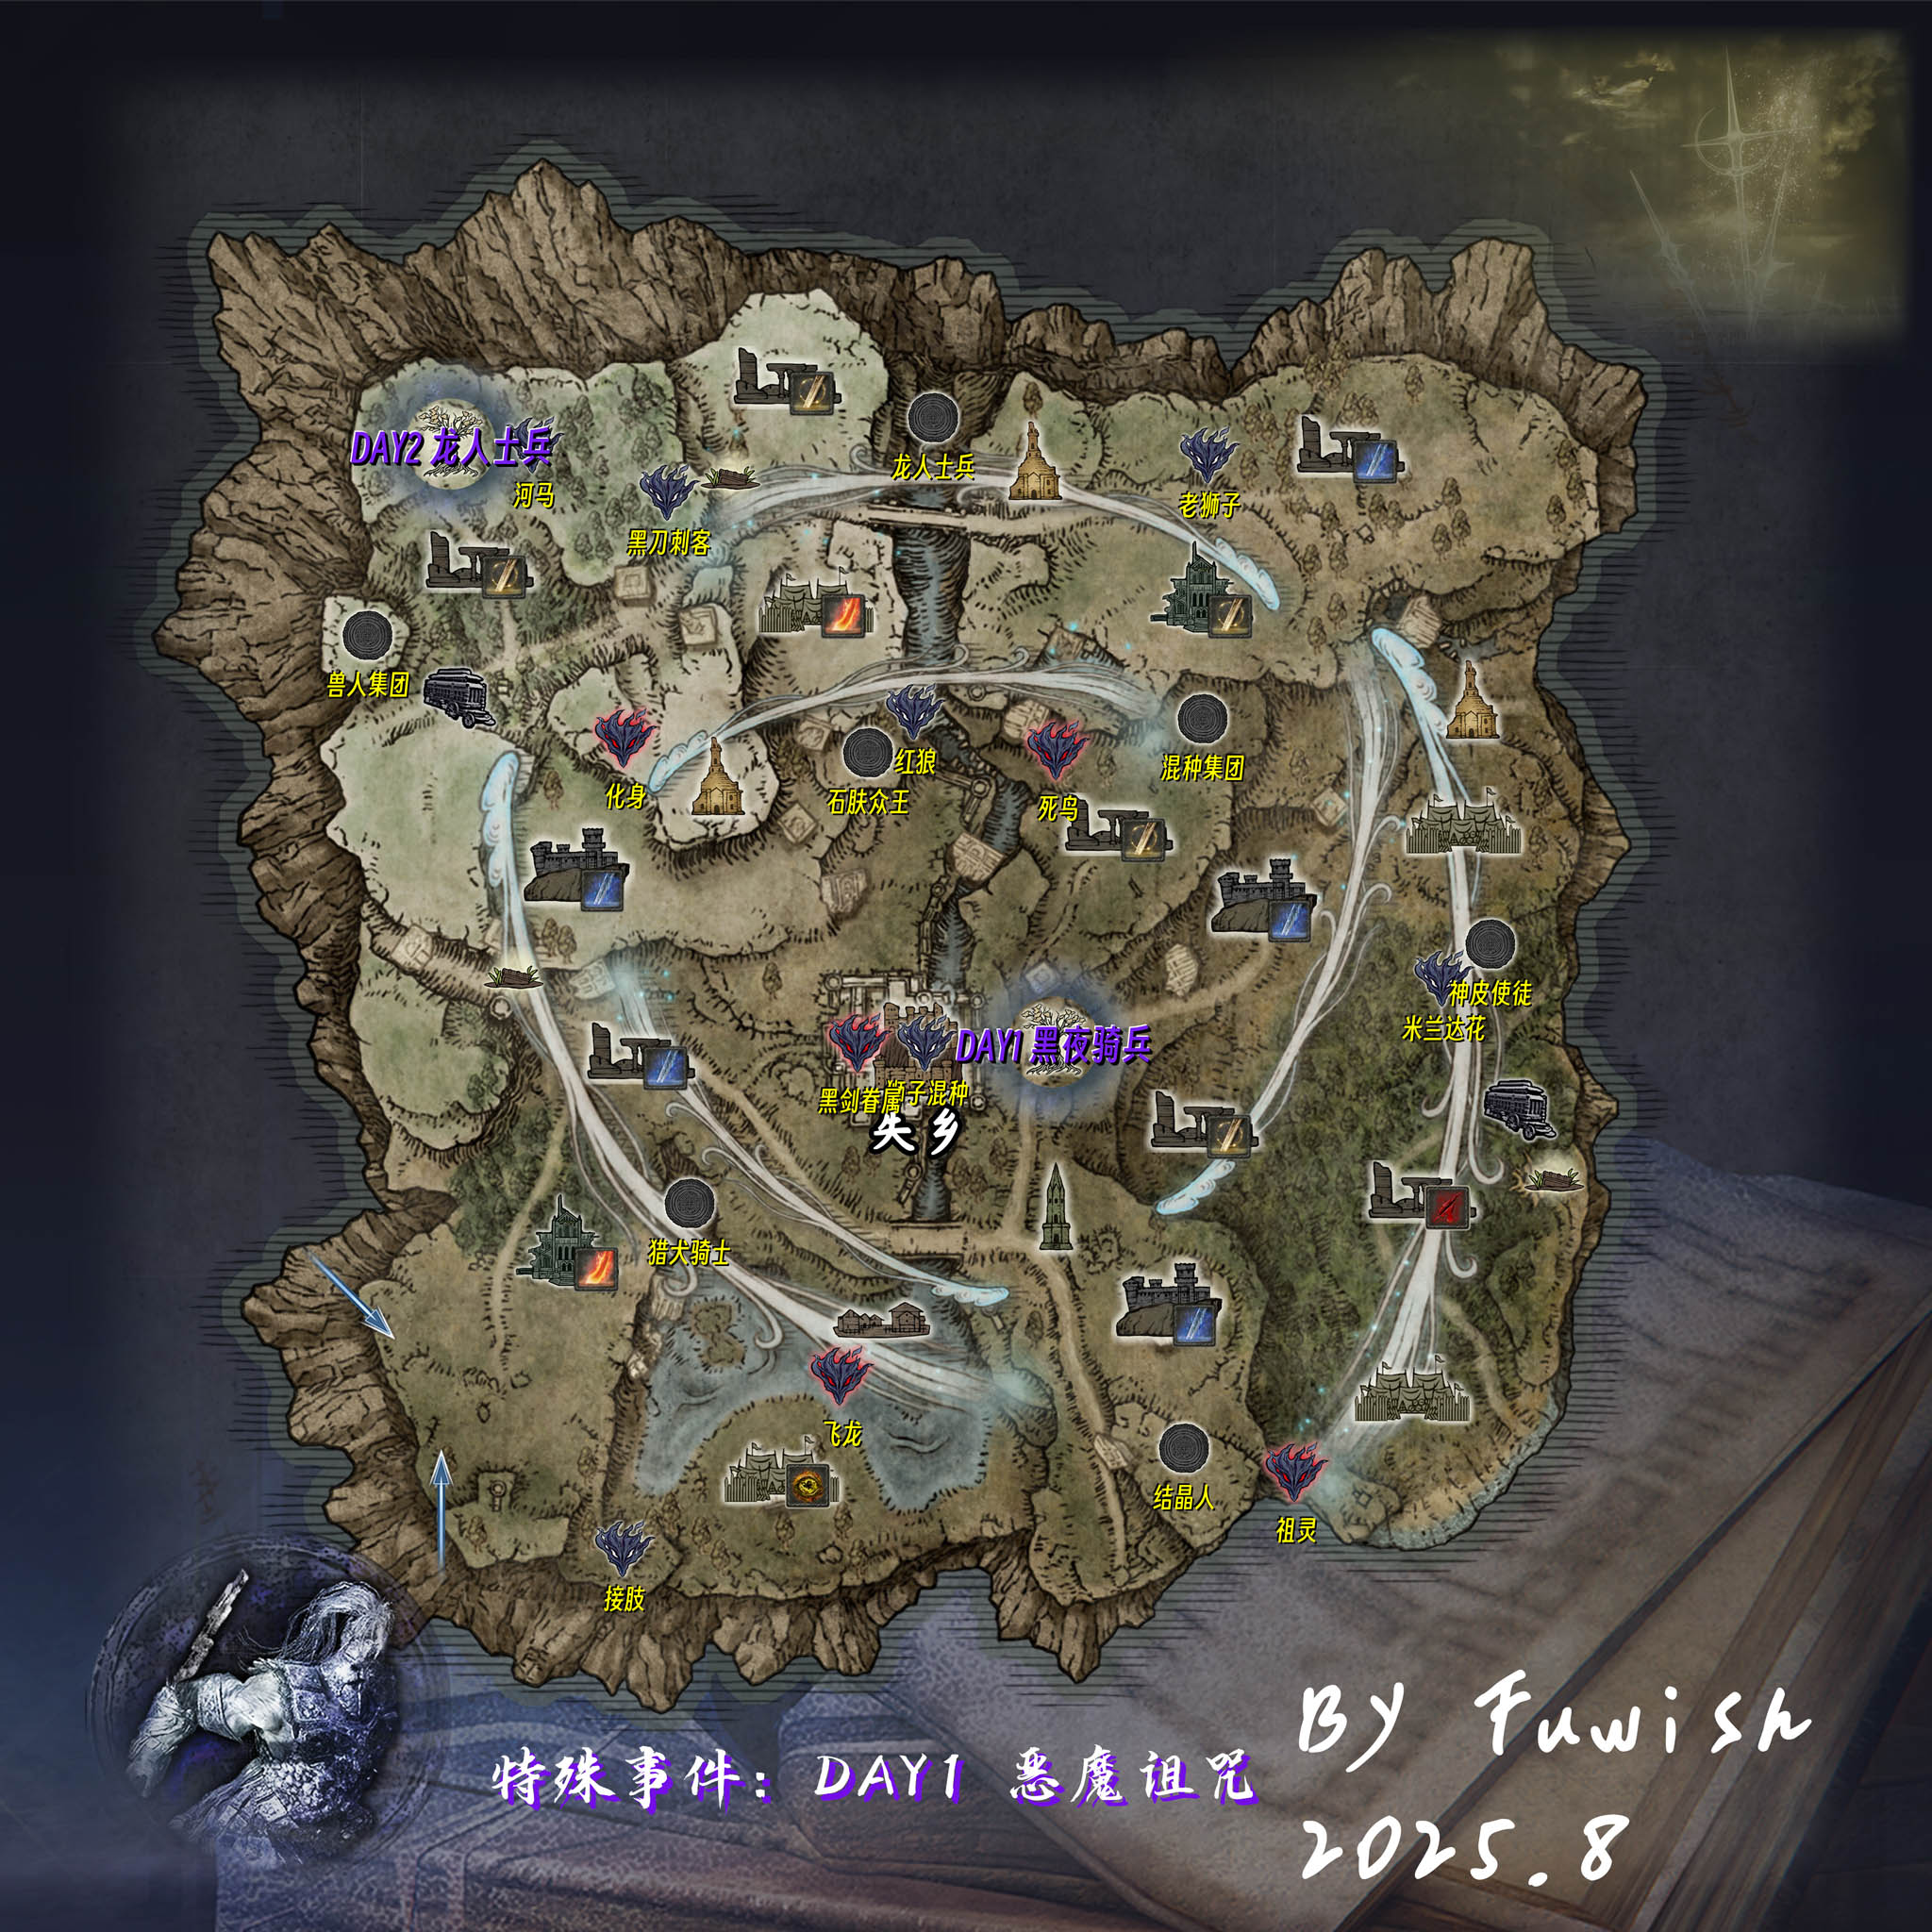 DAY2 龙人士兵
河马
龙人士兵
老狮子
黑刀刺客
兽人集团
化身
红狼
石肤众王
死鸟
混种集团
神皮使徒
米兰达花
DAY1 黑夜骑兵
黑剑眷属
狮子混种
失乡
猎犬骑士
飞龙
结晶人
祖灵
接肢
By Fuwish
特殊事件：DAY1 恶魔诅咒
2025.8